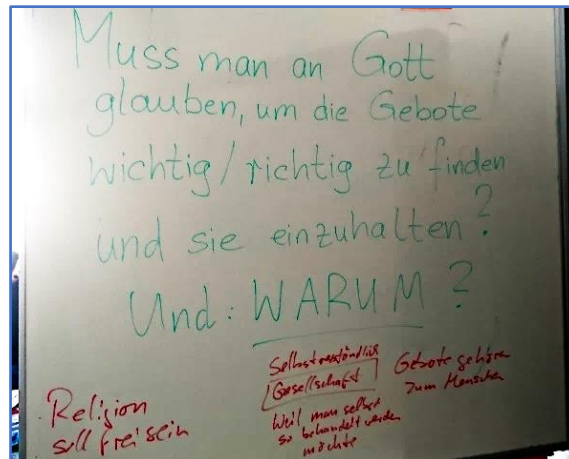 Muss man an Gott
glauben, um die Gebote
wichtig/richtig zu finden
und sie einzuhalten?
Und: WARUM?
Religion
soll frei sein
Selbstverständlich
Gesellschaft
Weil man selbst
so behandelt werden
möchte
Gebote gehören
zum Menschen